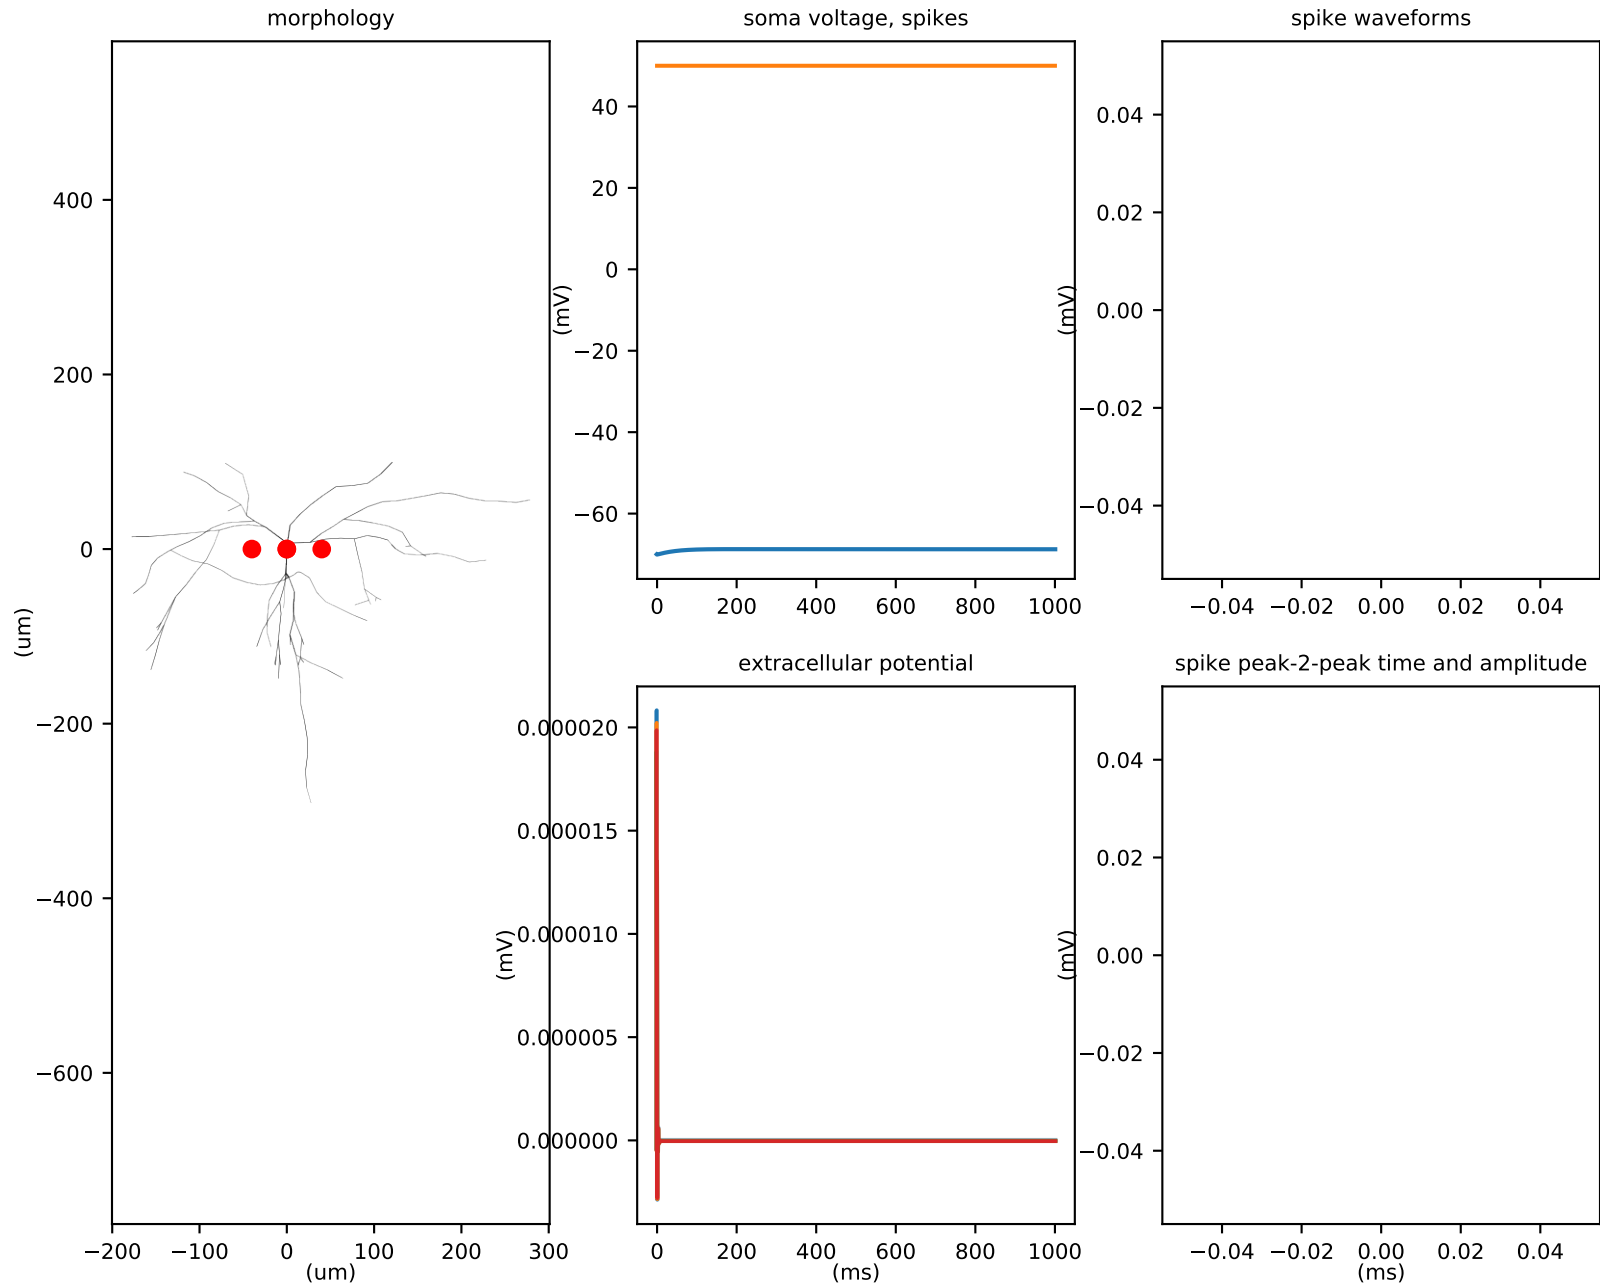 morphology
400
200
0
−200
−400
−600
(um)
−200 −100 0 100 200 300
(um)
soma voltage, spikes
40
20
0
−20
−40
−60
(mV)
0 200 400 600 800 1000
spike waveforms
0.04
0.02
0.00
−0.02
−0.04
(mV)
−0.04 −0.02 0.00 0.02 0.04
extracellular potential
0.000020
0.000015
0.000010
0.000005
0.000000
(mV)
0 200 400 600 800 1000
(ms)
spike peak-2-peak time and amplitude
0.04
0.02
0.00
−0.02
−0.04
(mV)
−0.04 −0.02 0.00 0.02 0.04
(ms)